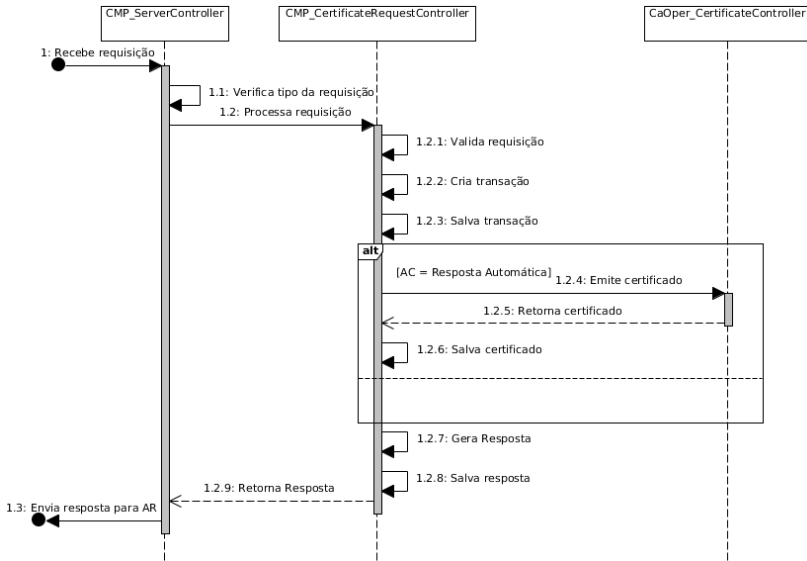 CMP_ServerController
CMP_CertificateRequestController
CaOper_CertificateController
1: Recebe requisição
1.1: Verifica tipo da requisição
1.2: Processa requisição
1.2.1: Valida requisição
1.2.2: Cria transação
1.2.3: Salva transação
alt
[AC = Resposta Automática]
1.2.4: Emite certificado
1.2.5: Retorna certificado
1.2.6: Salva certificado
1.2.7: Gera Resposta
1.2.8: Salva resposta
1.2.9: Retorna Resposta
1.3: Envia resposta para AR